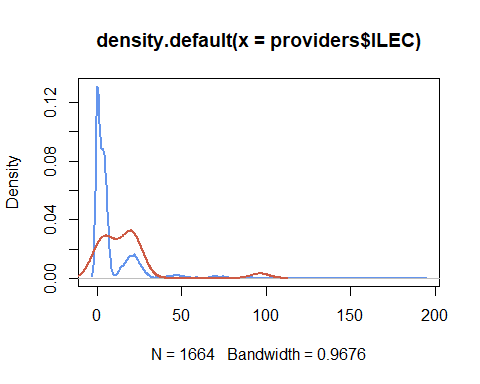 density.default(x = providers$ILEC)
Density
0.12
0.08
0.04
0.00
0 50 100 150 200
N = 1664 Bandwidth = 0.9676